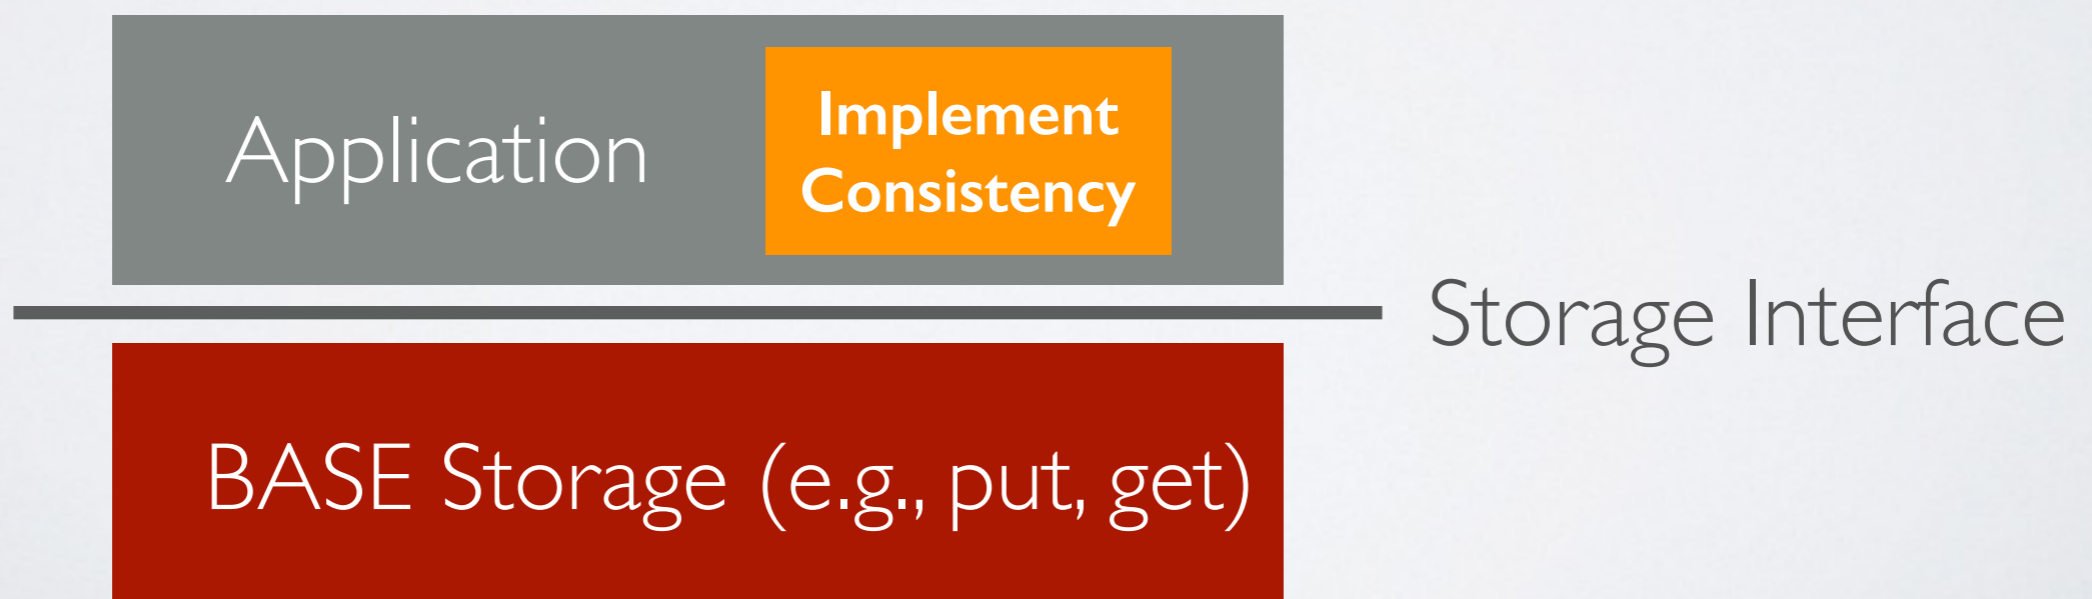 Application
Implement
Consistency
Storage Interface
BASE Storage (e.g., put, get)